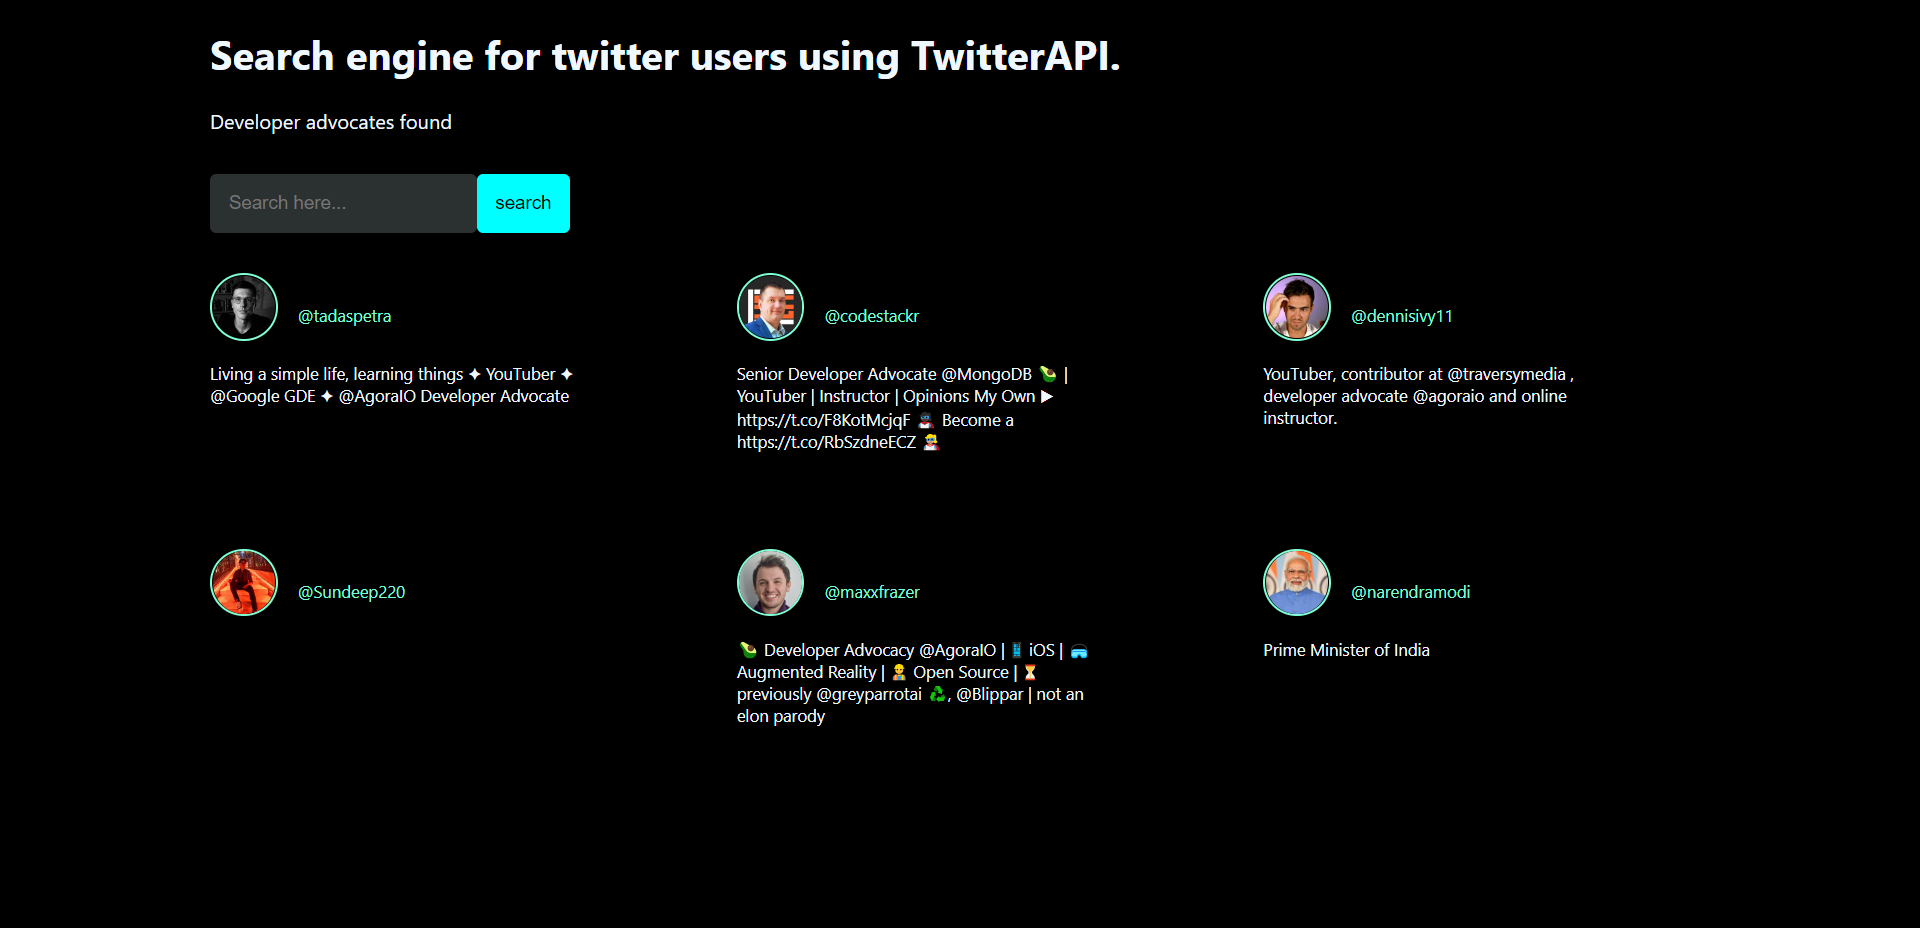 Search engine for twitter users using TwitterAPI.
Developer advocates found
Search here...
search
@tadaspetra
Living a simple life, learning things ✦ YouTuber ✦
@Google GDE ✦ @AgoraIO Developer Advocate
@codestackr
Senior Developer Advocate @MongoDB 🥑 |
YouTube | Instructor | Opinions My Own ▶
https://t.co/F8KotMcjqF 🦹🏿 Become a
https://t.co/RbSzdneECZ 🦸
@dennisivy11
YouTuber, contributor at @traversymedia ,
developer advocate @agoraio and online
instructor.
@Sundeep220
@maxxfrazer
🥑 Developer Advocacy @AgoraIO | 📱 iOS | 🥽
Augmented Reality | 👷 Open Source | ⏳
previously @greyparrotai ♻️, @Blippar | not an
elon parody
@narendramodi
Prime Minister of India